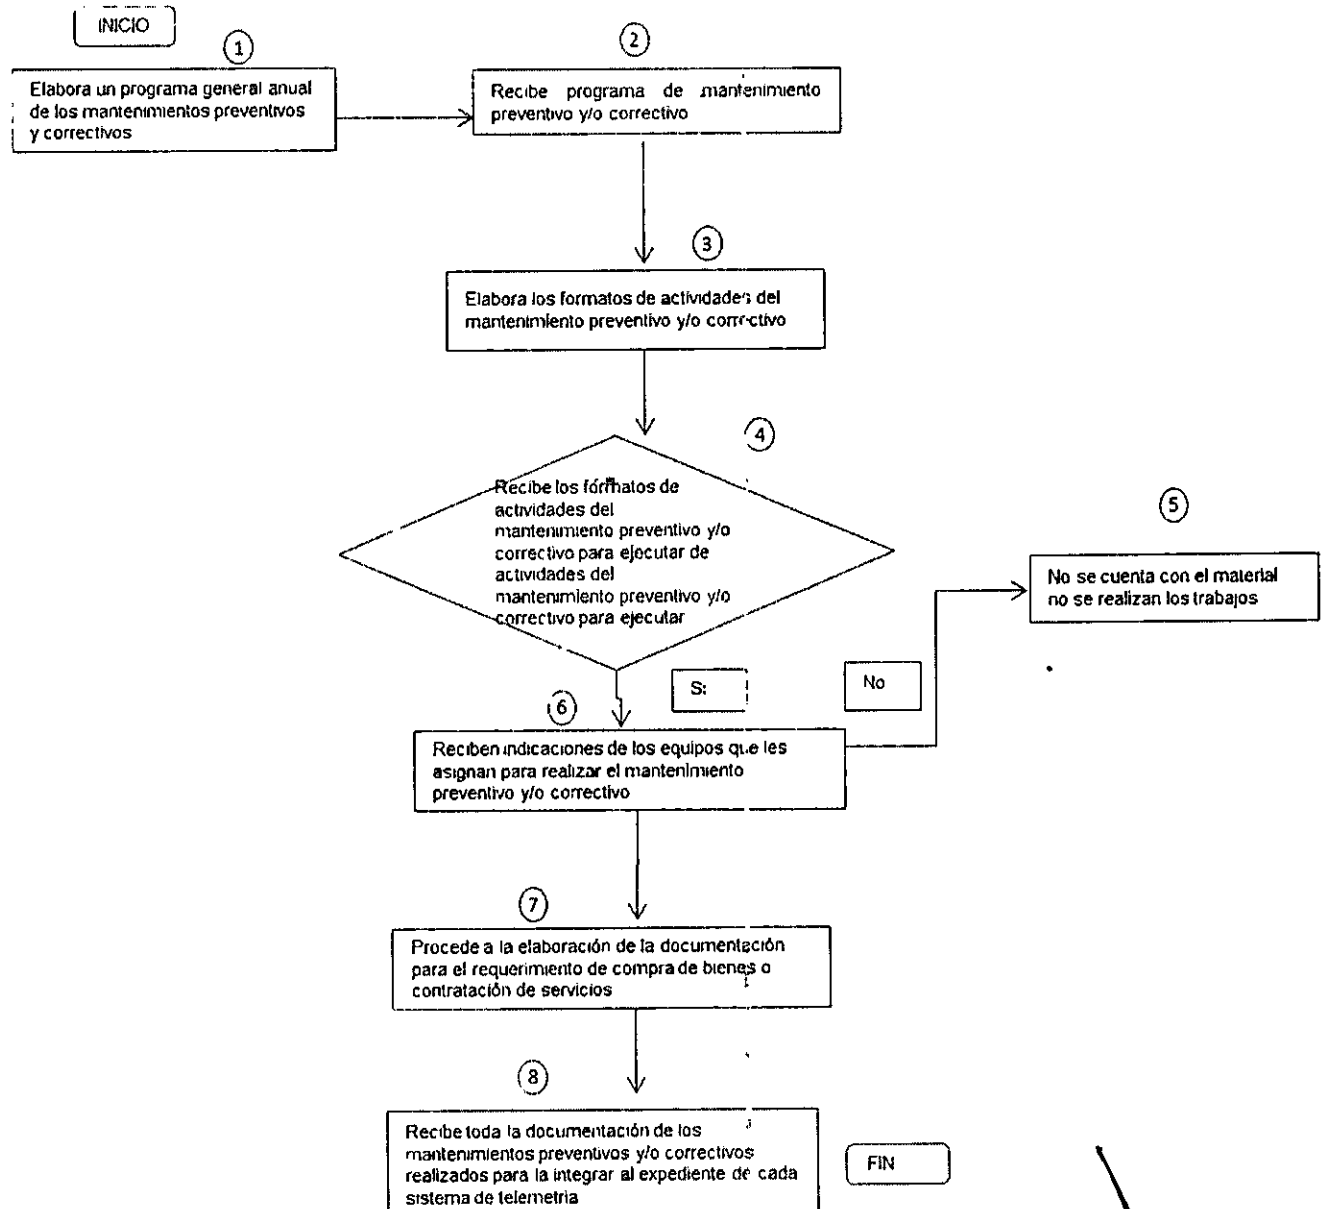 INICIO
1
2
Elabora un programa general anual
de los mantenimientos preventivos
y correctivos
Recibe programa de mantenimiento
preventivo y/o correctivo
3
Elabora los formatos de actividades del
mantenimiento preventivo y/o correctivo
4
Recibe los formatos de
actividades del
mantenimiento preventivo y/o
correctivo para ejecutar de
actividades del
mantenimiento preventivo y/o
correctivo para ejecutar
5
No se cuenta con el material
no se realizan los trabajos
Si
No
6
Reciben indicaciones de los equipos que les
asignan para realizar el mantenimiento
preventivo y/o correctivo
7
Procede a la elaboración de la documentación
para el requerimiento de compra de bienes o
contratación de servicios
8
Recibe toda la documentación de los
mantenimientos preventivos y/o correctivos
realizados para la integrar al expediente de cada
sistema de telemetria
FIN